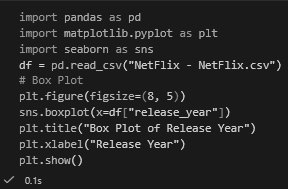 import pandas as pd
import matplotlib.pyplot as plt
import seaborn as sns
df = pd.read_csv("NetFlix - NetFlix.csv")
# Box Plot
plt.figure(figsize=(8, 5))
sns.boxplot(x=df["release_year"])
plt.title("Box Plot of Release Year")
plt.xlabel("Release Year")
plt.show()
✓ 0.1s